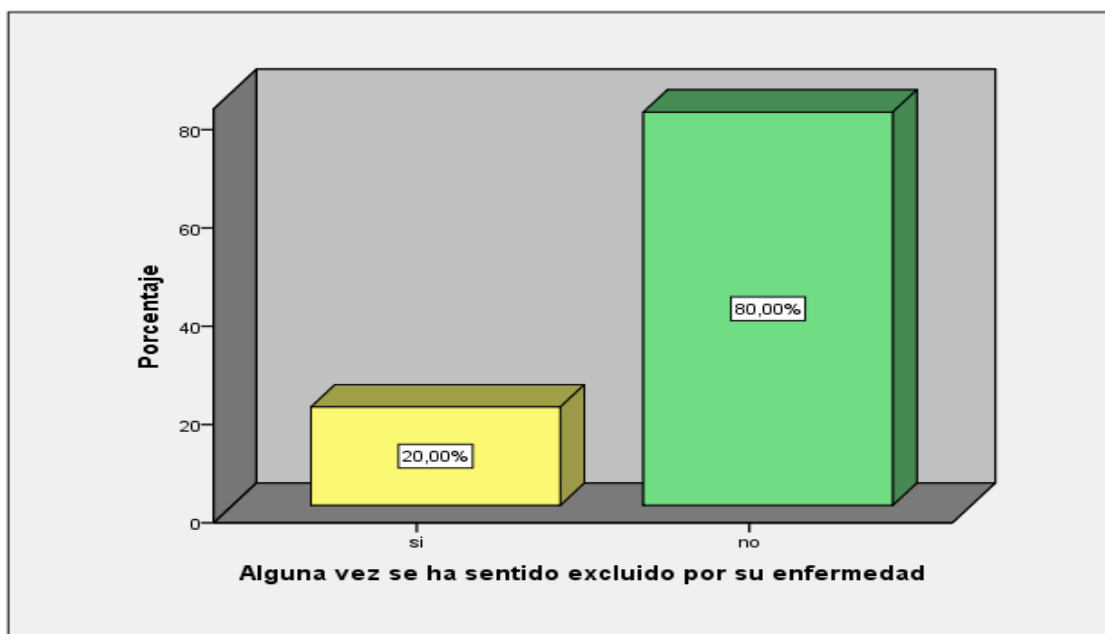 Porcentaje
80
60
40
20
0
20,00%
80,00%
si
no
Alguna vez se ha sentido excluido por su enfermedad